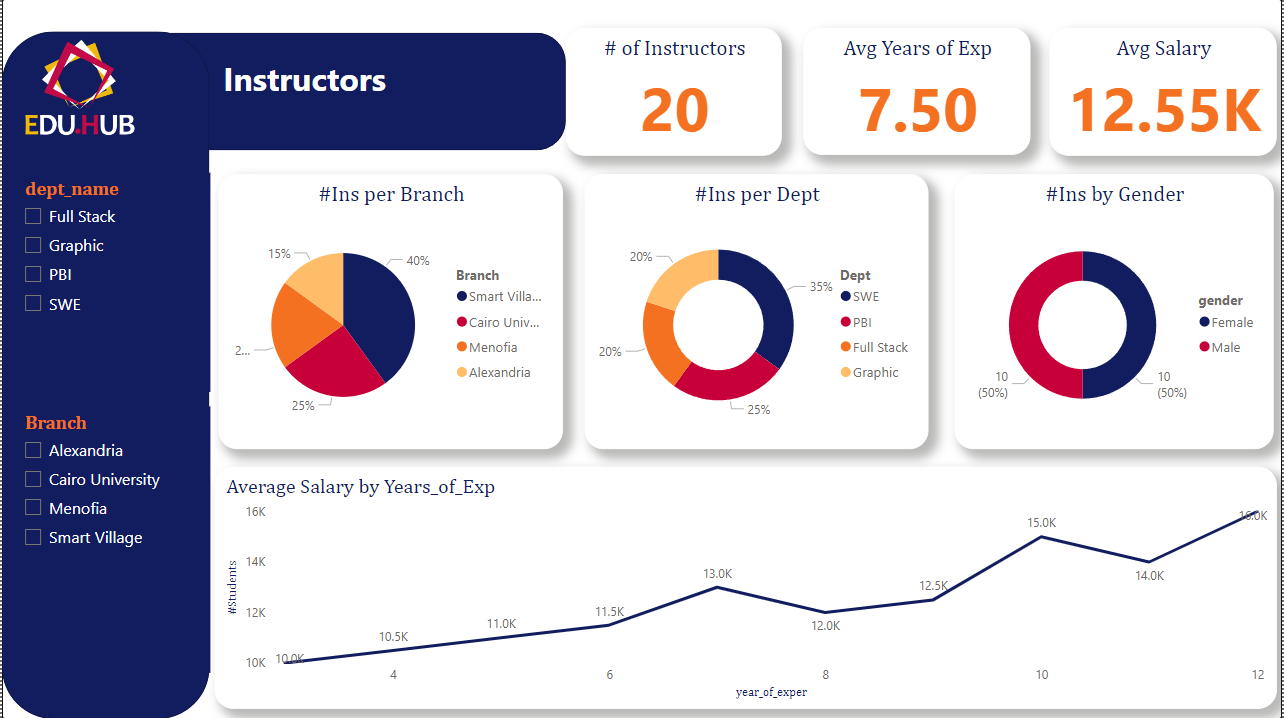 EDU.HUB
Instructors
# of Instructors
20
Avg Years of Exp
7.50
Avg Salary
12.55K
dept_name
Full Stack
Graphic
PBI
SWE
Branch
Alexandria
Cairo University
Menofia
Smart Village
#Ins per Branch
15%
40%
2...
25%
Branch
Smart Villa...
Cairo Univ...
Menofia
Alexandria
#Ins per Dept
20%
35%
20%
25%
Dept
SWE
PBI
Full Stack
Graphic
#Ins by Gender
10
(50%)
10
(50%)
gender
Female
Male
Average Salary by Years_of_Exp
#Students
16K
14K
12K
10K
10.0K
10.5K
11.0K
11.5K
13.0K
12.0K
12.5K
15.0K
14.0K
16.0K
4
6
8
10
12
year_of_exper